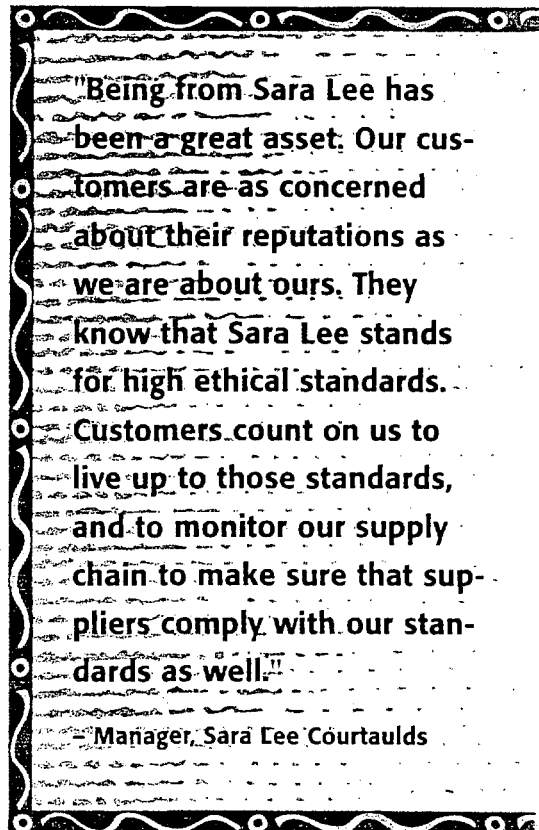 "Being from Sara Lee has
been a great asset. Our cus-
tomers are as concerned
about their reputations as
we are about ours. They
know that Sara Lee stands
for high ethical standards.
Customers count on us to
live up to those standards,
and to monitor our supply
chain to make sure that sup-
pliers comply with our stan-
dards as well."
– Manager, Sara Lee Courtaulds